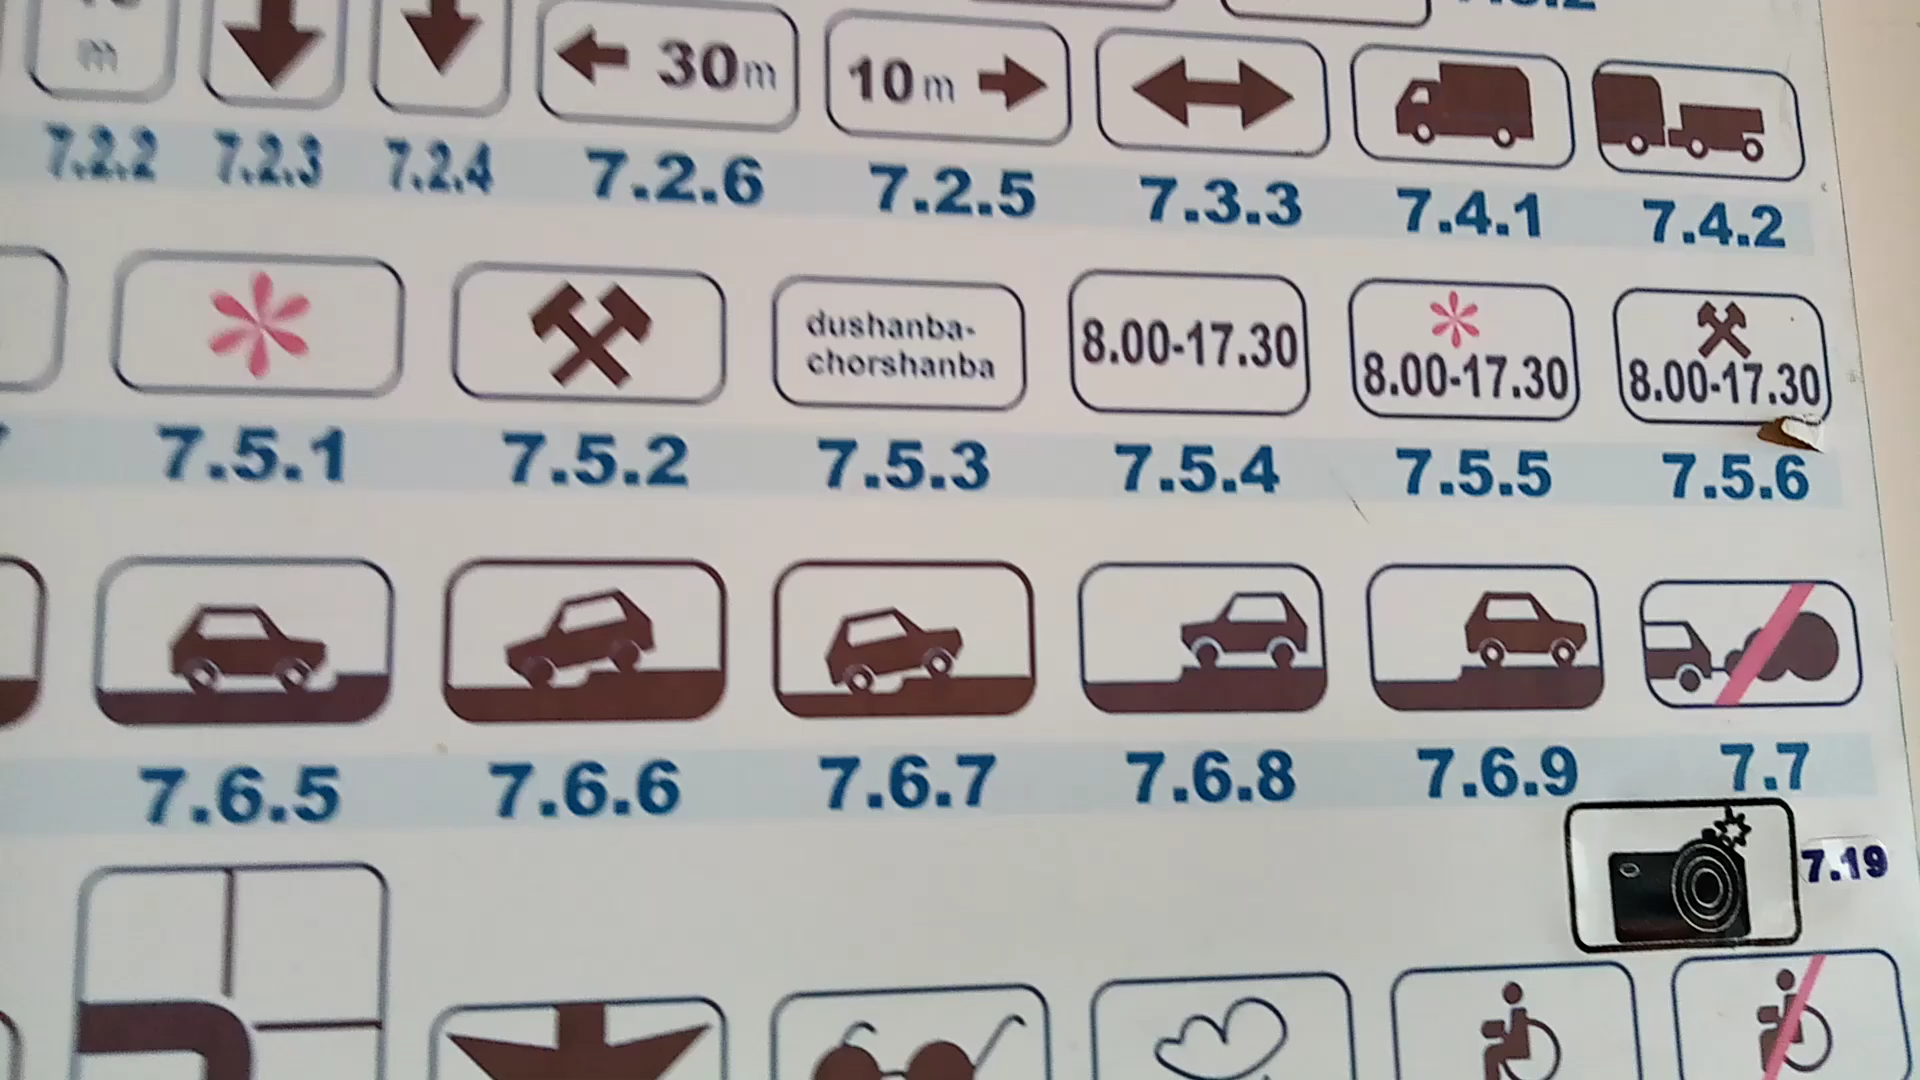 m
← 30m
10m →
7.2.2 7.2.3 7.2.4 7.2.6 7.2.5 7.3.3 7.4.1 7.4.2
dushanba-
chorshanba
8.00-17.30
8.00-17.30
8.00-17.30
7.5.1 7.5.2 7.5.3 7.5.4 7.5.5 7.5.6
7.6.5 7.6.6 7.6.7 7.6.8 7.6.9 7.7
7.19